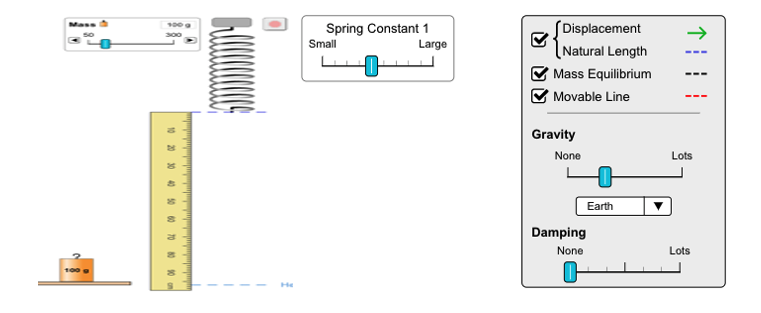 Mass 100 g
50 300
Spring Constant 1
Small Large
Displacement
Natural Length
Mass Equilibrium
Movable Line
Gravity
None Lots
Earth
Damping
None Lots
100 g